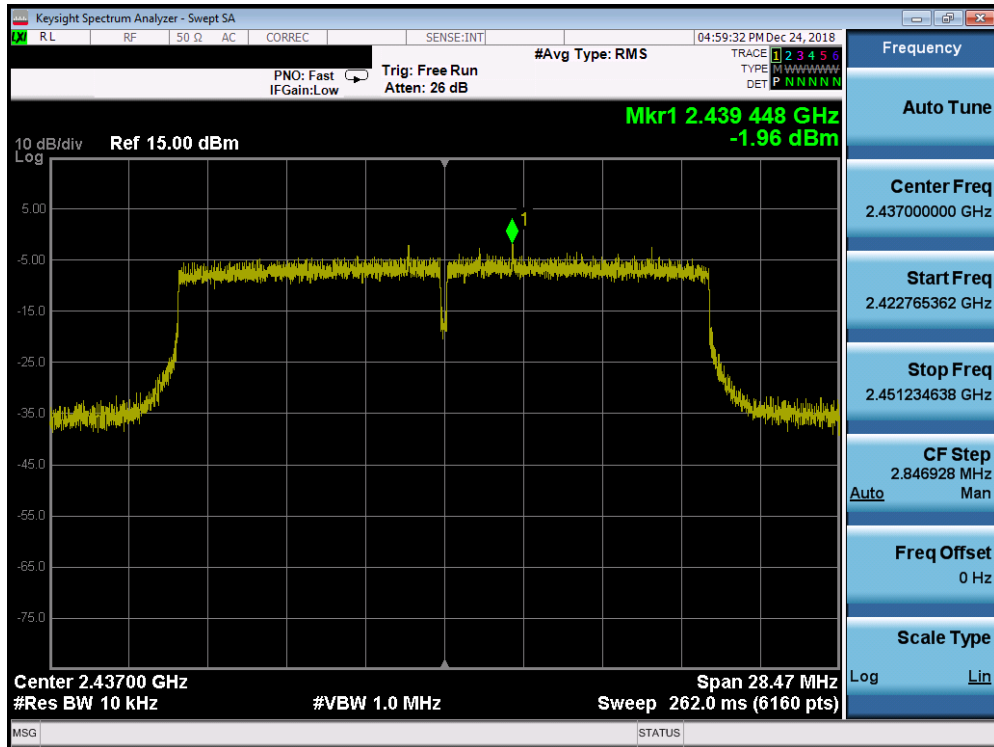 Keysight Spectrum Analyzer - Swept SA
LXI RL RF 50 Ω AC CORREC SENSE:INT 04:59:32 PM Dec 24, 2018
PNO: Fast Trig: Free Run #Avg Type: RMS TRACE 1 2 3 4 5 6
IFGain:Low Atten: 26 dB TYPE M WWWWW
DET P N N N N N
Mkr1 2.439 448 GHz
-1.96 dBm
10 dB/div Ref 15.00 dBm
Log
5.00
1
-5.00
-15.0
-25.0
-35.0
-45.0
-55.0
-65.0
-75.0
Center 2.43700 GHz Span 28.47 MHz
#Res BW 10 kHz #VBW 1.0 MHz Sweep 262.0 ms (6160 pts)
MSG STATUS
Frequency
Auto Tune
Center Freq
2.437000000 GHz
Start Freq
2.422765362 GHz
Stop Freq
2.451234638 GHz
CF Step
2.846928 MHz
Auto Man
Freq Offset
0 Hz
Scale Type
Log Lin